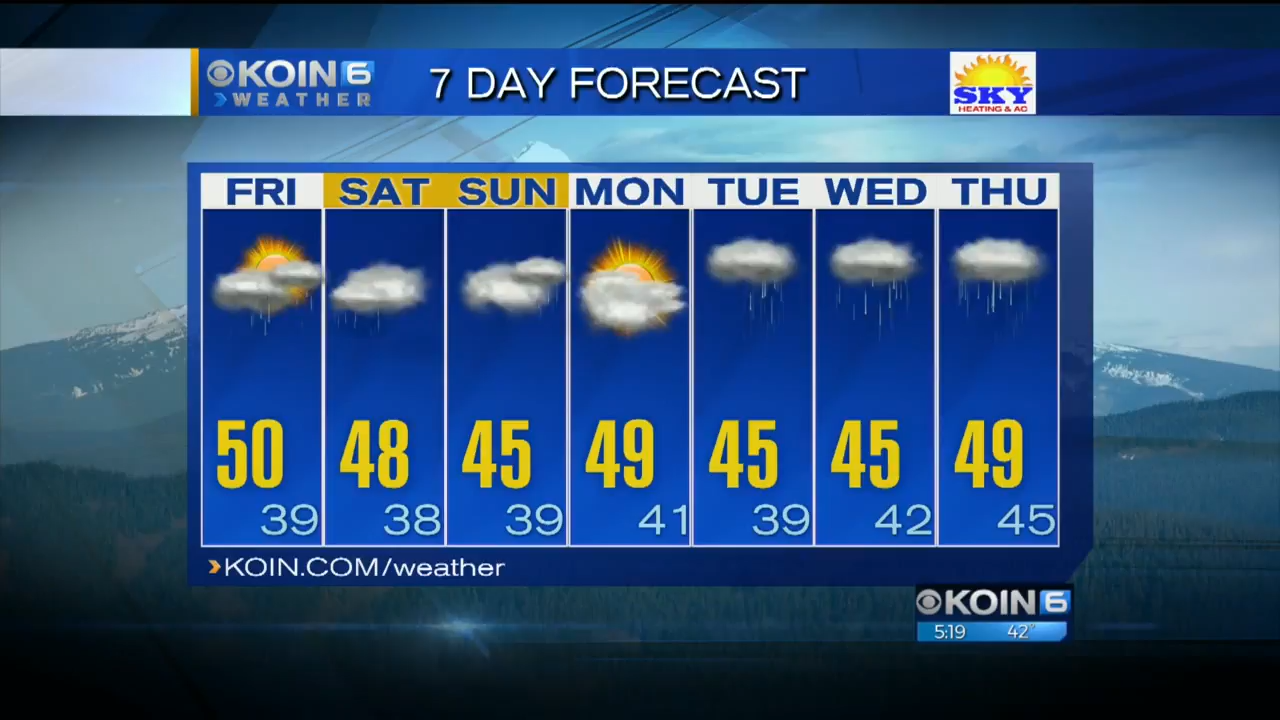 KOIN 6
WEATHER
7 DAY FORECAST
SKY
HEATING & AC
FRI SAT SUN MON TUE WED THU
50 48 45 49 45 45 49
39 38 39 41 39 42 45
KOIN.COM/weather
KOIN 6
5:19 42°